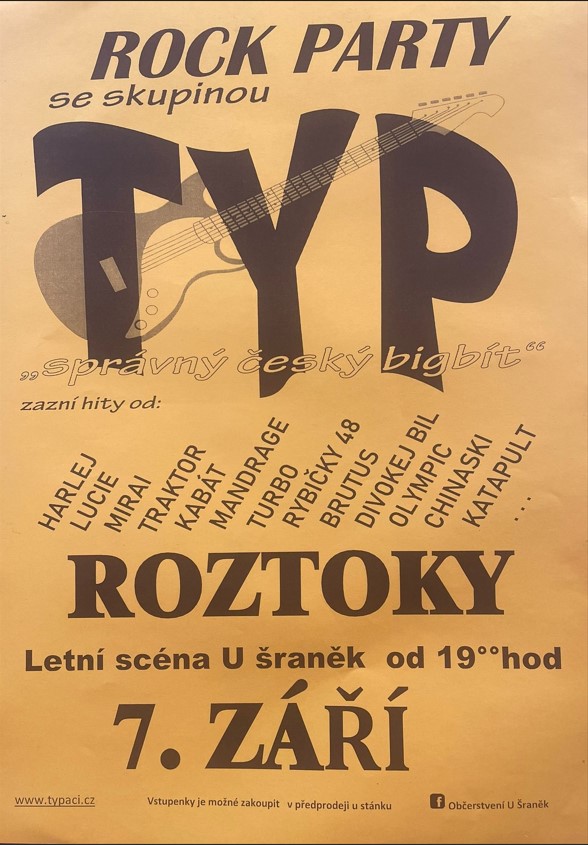 ROCK PARTY
se skupinou
TYP
„správný český bigbít“
zazní hity od:
HARLEJ
LUCIE
MIRAI
TRAKTOR
KABÁT
MANDRAGE
TURBO
RYBIČKY 48
BRUTUS
DIVOKEJ BIL
OLYMPIC
CHINASKI
KATAPULT
...
ROZTOKY
Letní scéna U šraněk od 19°°hod
7. ZÁŘÍ
www.typaci.cz Vstupenky je možné zakoupit v předprodeji u stánku f Občerstvení U Šraněk